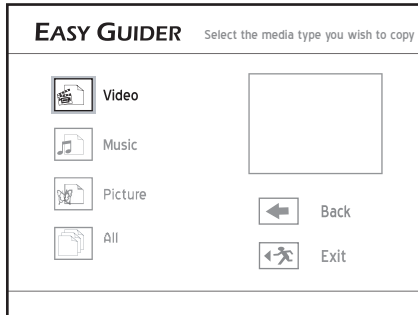 EASY GUIDER Select the media type you wish to copy
Video
Music
Picture
All
Back
Exit